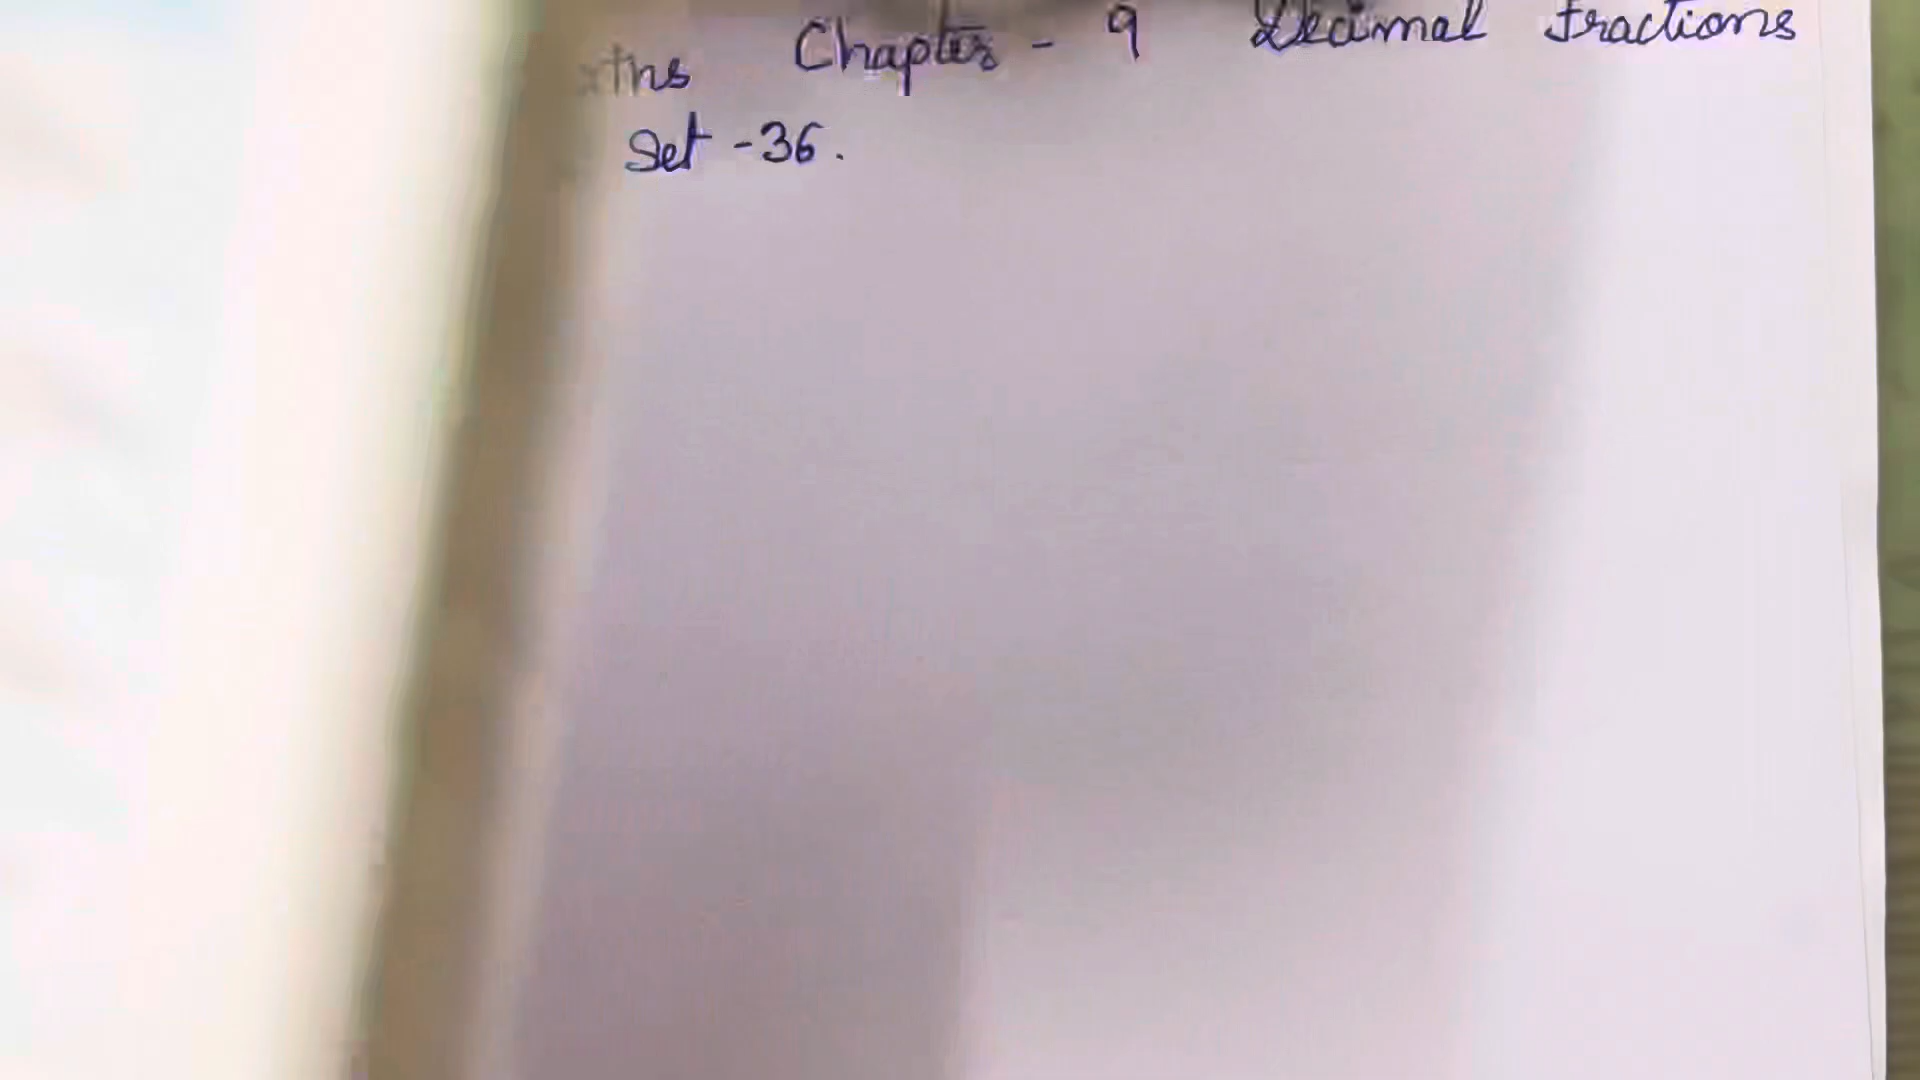 Chapter - 9 Decimal Fractions
Set - 36.